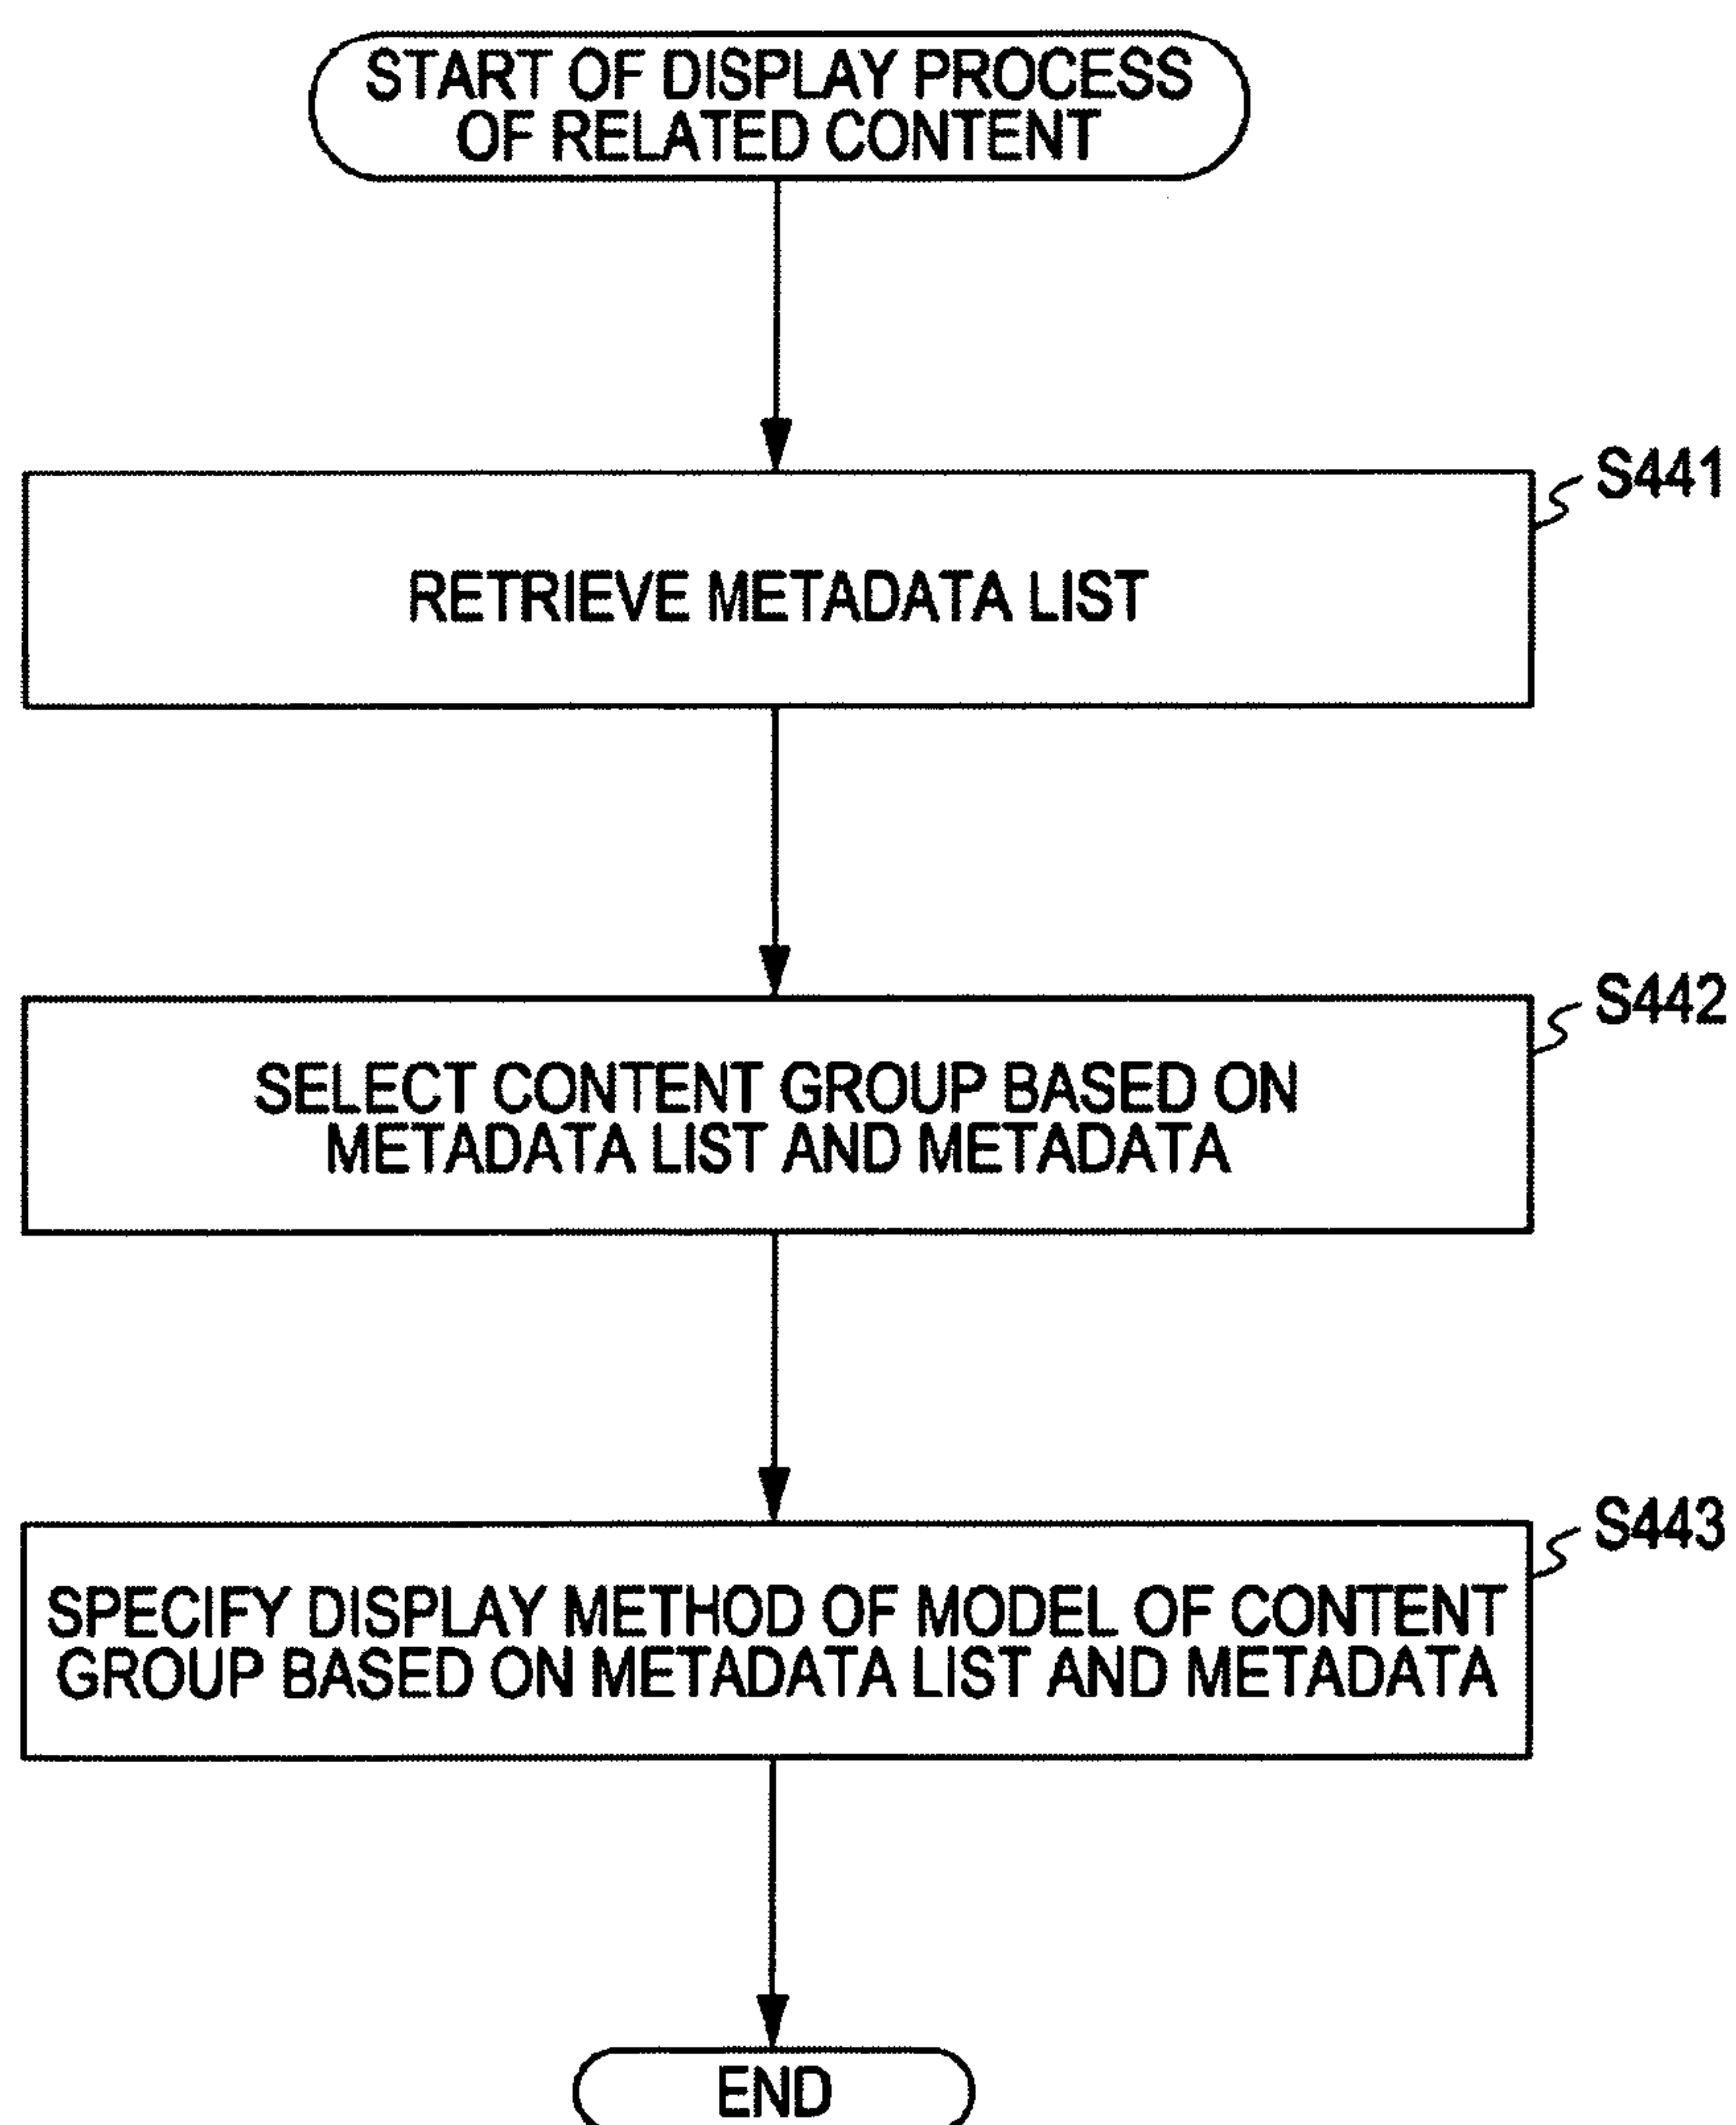 START OF DISPLAY PROCESS
OF RELATED CONTENT
S441
RETRIEVE METADATA LIST
S442
SELECT CONTENT GROUP BASED ON
METADATA LIST AND METADATA
S443
SPECIFY DISPLAY METHOD OF MODEL OF CONTENT
GROUP BASED ON METADATA LIST AND METADATA
END